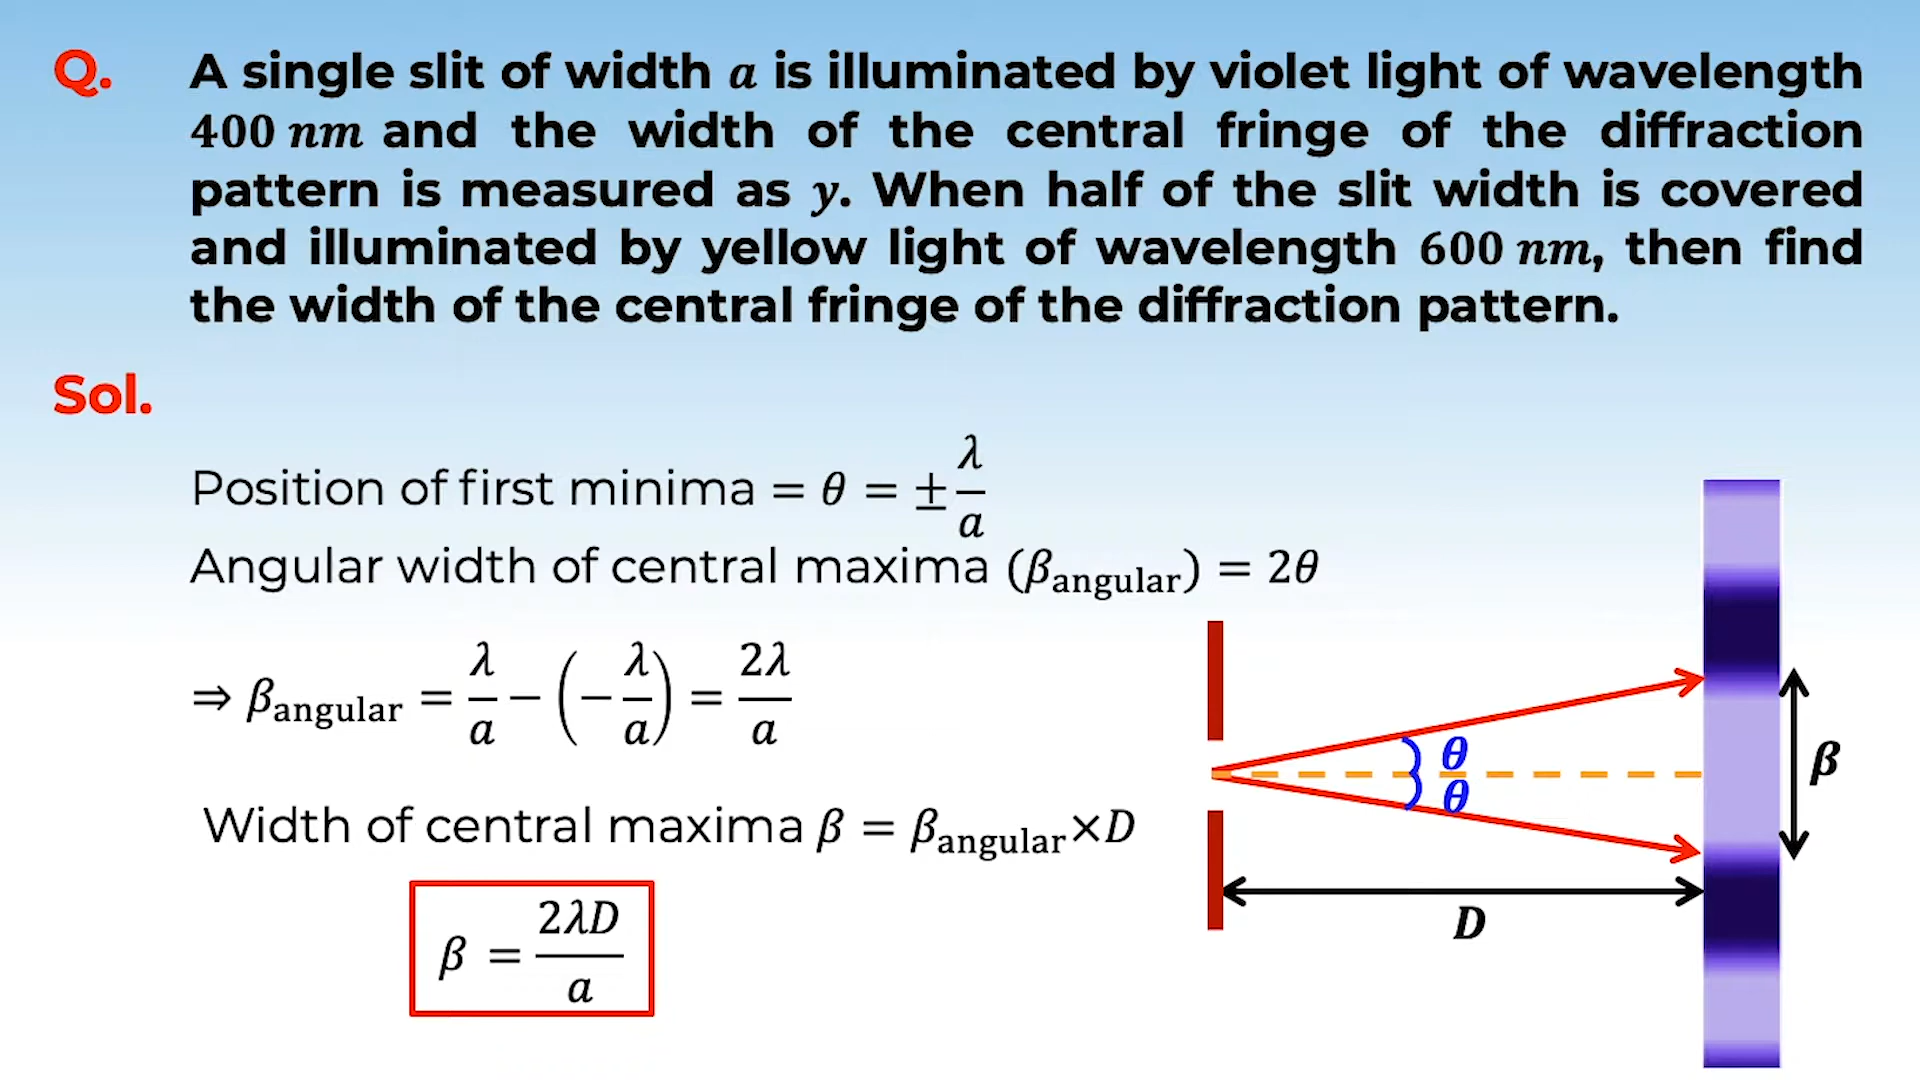 Q. A single slit of width a is illuminated by violet light of wavelength
400 nm and the width of the central fringe of the diffraction
pattern is measured as y. When half of the slit width is covered
and illuminated by yellow light of wavelength 600 nm, then find
the width of the central fringe of the diffraction pattern.
Sol.
Position of first minima = θ = ± λ/a
Angular width of central maxima (β_angular) = 2θ
⇒ β_angular = λ/a − (−λ/a) = 2λ/a
Width of central maxima β = β_angular × D
β = 2λD/a
θ
θ
β
D